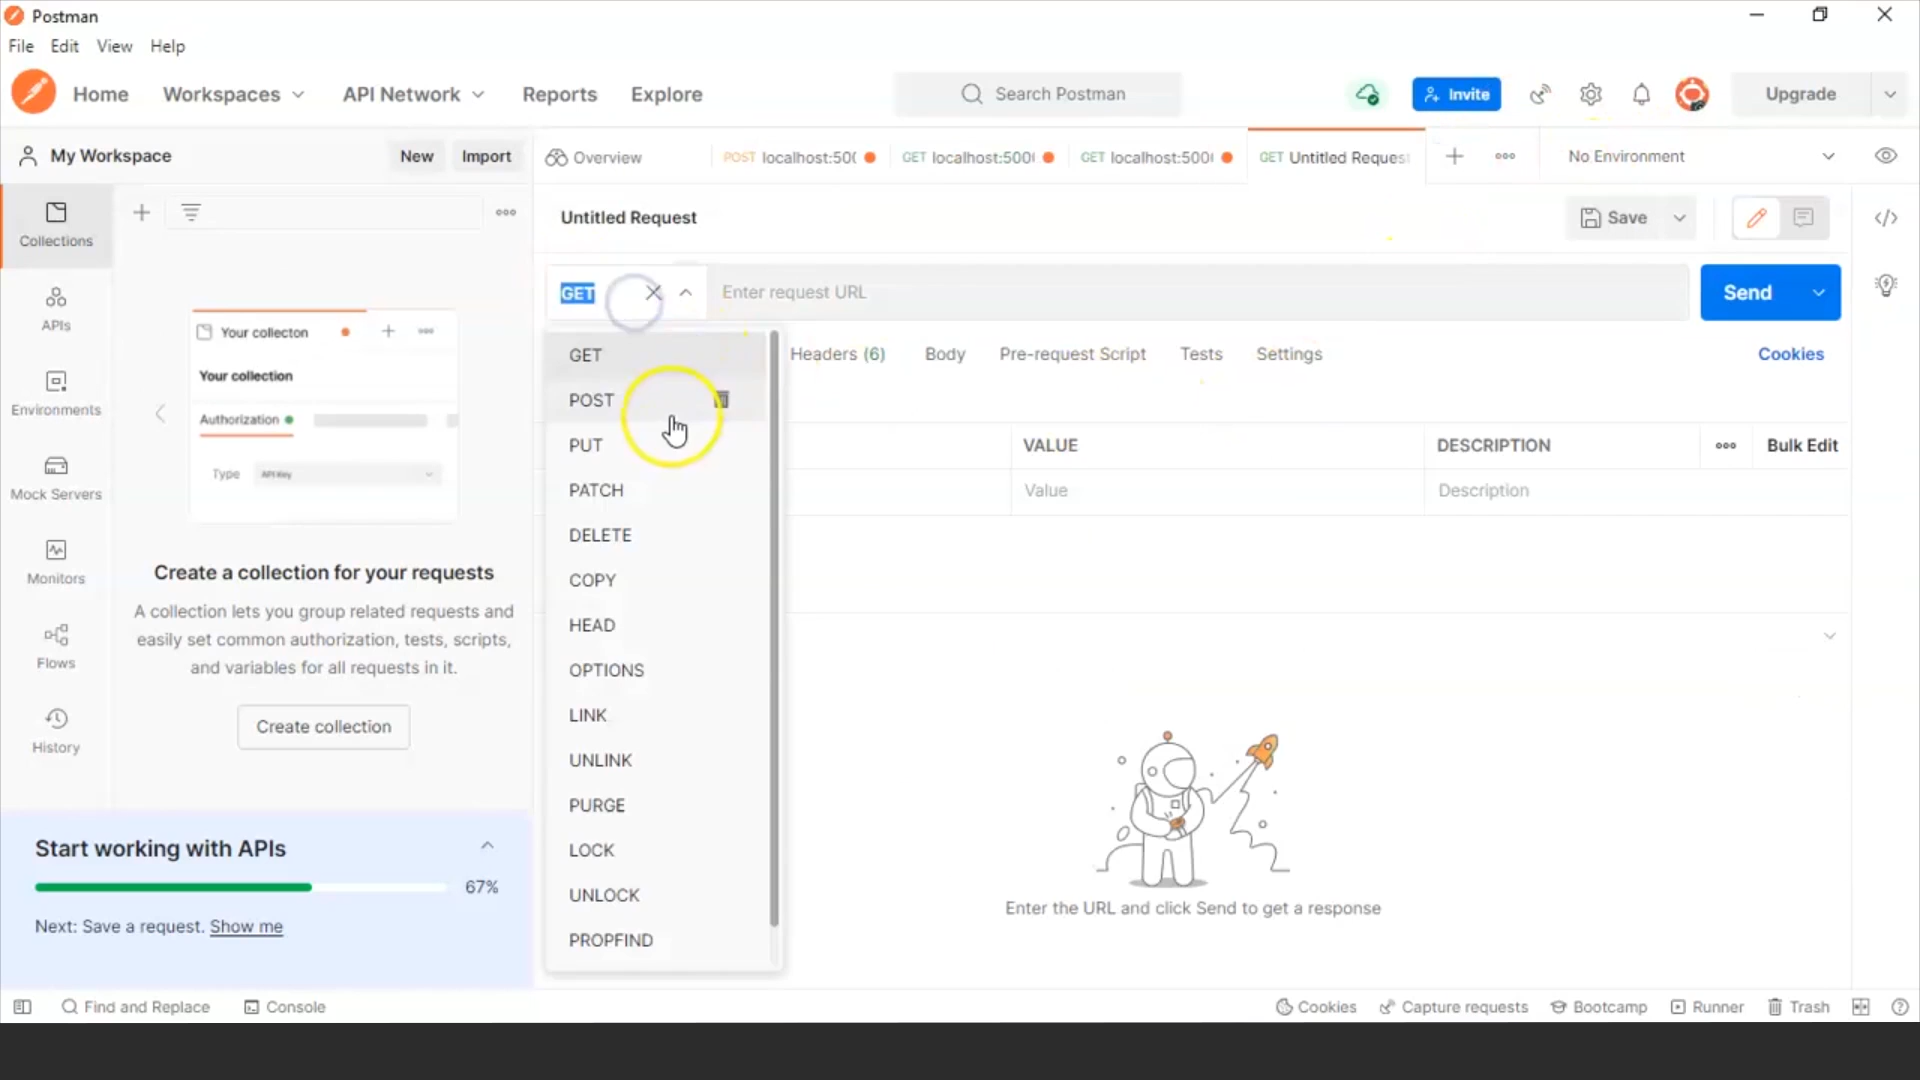 Postman
File Edit View Help
Home Workspaces API Network Reports Explore Search Postman Invite Upgrade
My Workspace New Import Overview POST localhost:500 GET localhost:500 GET localhost:500 GET Untitled Reques No Environment
Collections
APIs
Environments
Mock Servers
Monitors
Flows
History
Your collecton
Your collection
Authorization
Type API Key
Create a collection for your requests
A collection lets you group related requests and
easily set common authorization, tests, scripts,
and variables for all requests in it.
Create collection
Start working with APIs
67%
Next: Save a request. Show me
Untitled Request Save
GET Enter request URL Send
Headers (6) Body Pre-request Script Tests Settings Cookies
VALUE DESCRIPTION Bulk Edit
Value Description
GET
POST
PUT
PATCH
DELETE
COPY
HEAD
OPTIONS
LINK
UNLINK
PURGE
LOCK
UNLOCK
PROPFIND
Enter the URL and click Send to get a response
Find and Replace Console Cookies Capture requests Bootcamp Runner Trash